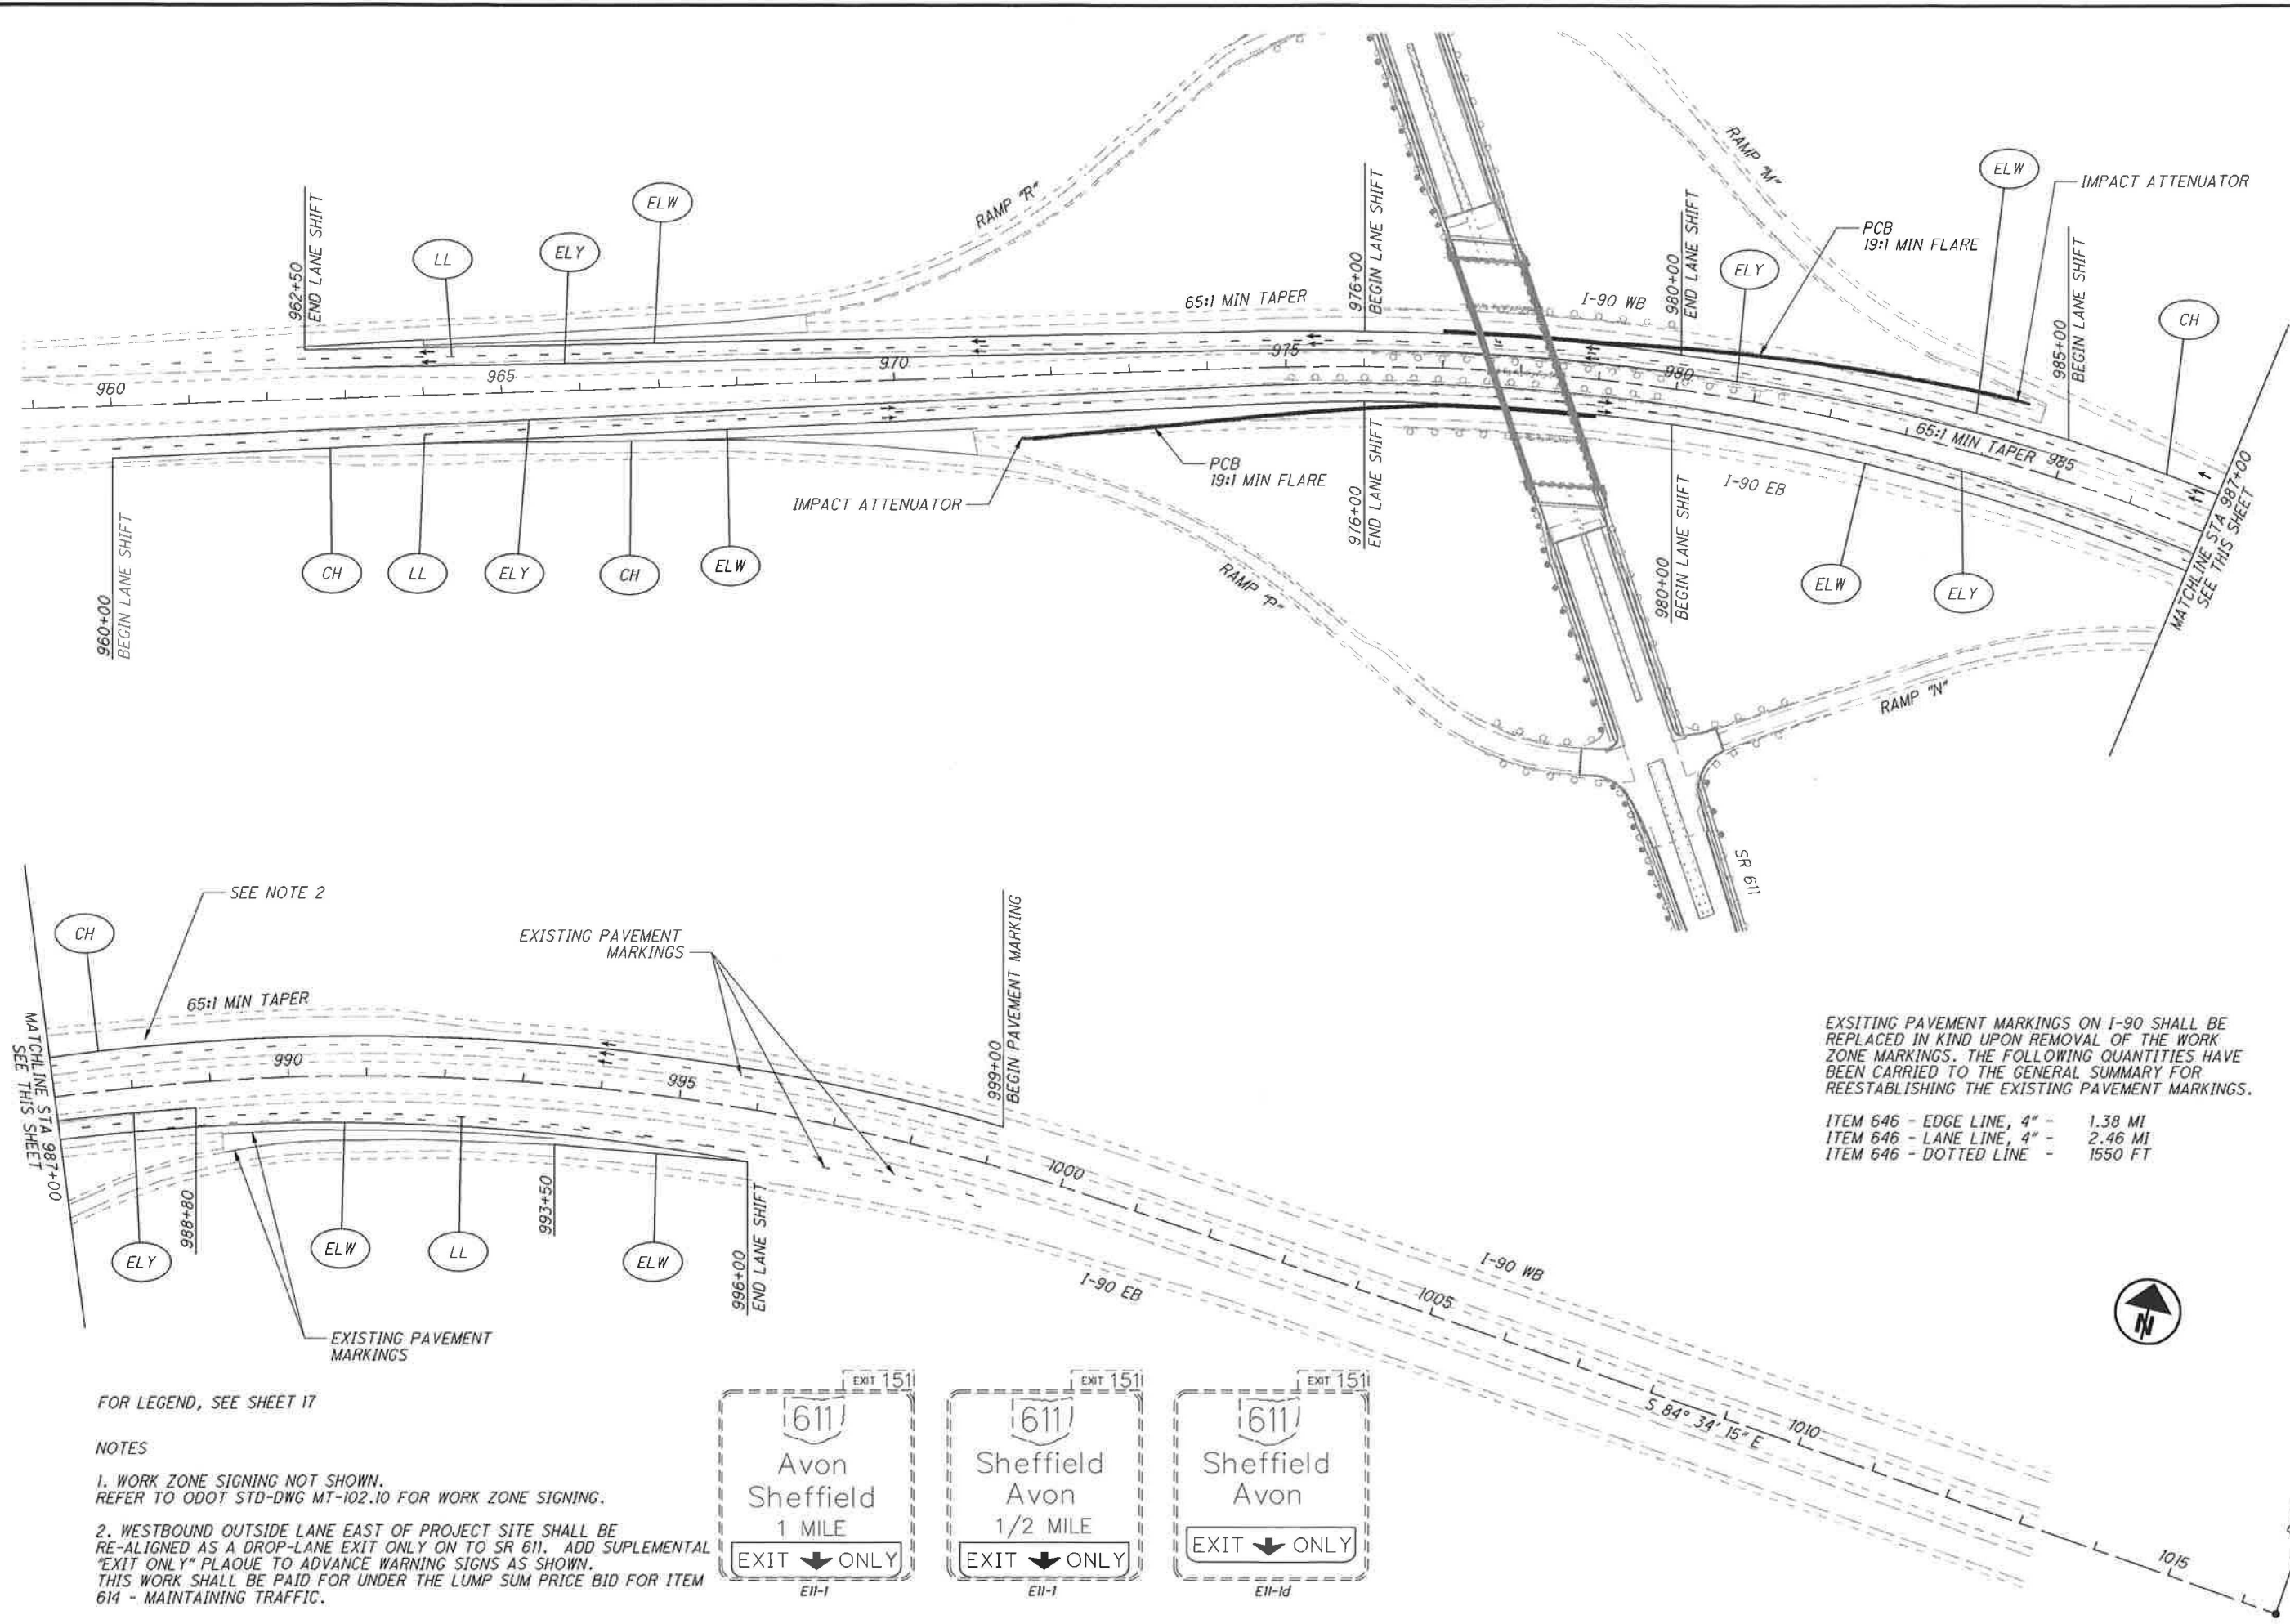 RAMP "R"
RAMP "M"
ELW
IMPACT ATTENUATOR
PCB
19:1 MIN FLARE
962+50
END LANE SHIFT
LL
ELY
ELW
65:1 MIN TAPER
976+00
BEGIN LANE SHIFT
I-90 WB
980+00
END LANE SHIFT
ELY
985+00
BEGIN LANE SHIFT
CH
960
965
970
975
980
985
65:1 MIN TAPER
I-90 EB
IMPACT ATTENUATOR
PCB
19:1 MIN FLARE
976+00
END LANE SHIFT
980+00
BEGIN LANE SHIFT
960+00
BEGIN LANE SHIFT
CH
LL
ELY
CH
ELW
ELW
ELY
MATCHLINE STA 987+00
SEE THIS SHEET
RAMP "P"
RAMP "N"
SR 611
SEE NOTE 2
CH
EXISTING PAVEMENT
MARKINGS
65:1 MIN TAPER
999+00
BEGIN PAVEMENT MARKING
MATCHLINE STA 987+00
SEE THIS SHEET
990
995
1000
1005
1010
1015
988+80
993+50
996+00
END LANE SHIFT
ELY
ELW
LL
ELW
EXISTING PAVEMENT
MARKINGS
I-90 WB
I-90 EB
S 84° 34' 15" E
N
EXSITING PAVEMENT MARKINGS ON I-90 SHALL BE
REPLACED IN KIND UPON REMOVAL OF THE WORK
ZONE MARKINGS. THE FOLLOWING QUANTITIES HAVE
BEEN CARRIED TO THE GENERAL SUMMARY FOR
REESTABLISHING THE EXISTING PAVEMENT MARKINGS.
ITEM 646 - EDGE LINE, 4" - 1.38 MI
ITEM 646 - LANE LINE, 4" - 2.46 MI
ITEM 646 - DOTTED LINE - 1550 FT
FOR LEGEND, SEE SHEET 17
NOTES
1. WORK ZONE SIGNING NOT SHOWN.
REFER TO ODOT STD-DWG MT-102.10 FOR WORK ZONE SIGNING.
2. WESTBOUND OUTSIDE LANE EAST OF PROJECT SITE SHALL BE
RE-ALIGNED AS A DROP-LANE EXIT ONLY ON TO SR 611. ADD SUPLEMENTAL
"EXIT ONLY" PLAQUE TO ADVANCE WARNING SIGNS AS SHOWN.
THIS WORK SHALL BE PAID FOR UNDER THE LUMP SUM PRICE BID FOR ITEM
614 - MAINTAINING TRAFFIC.
EXIT 151
611
Avon
Sheffield
1 MILE
EXIT ONLY
E11-1
EXIT 151
611
Sheffield
Avon
1/2 MILE
EXIT ONLY
E11-1
EXIT 151
611
Sheffield
Avon
EXIT ONLY
E11-1d